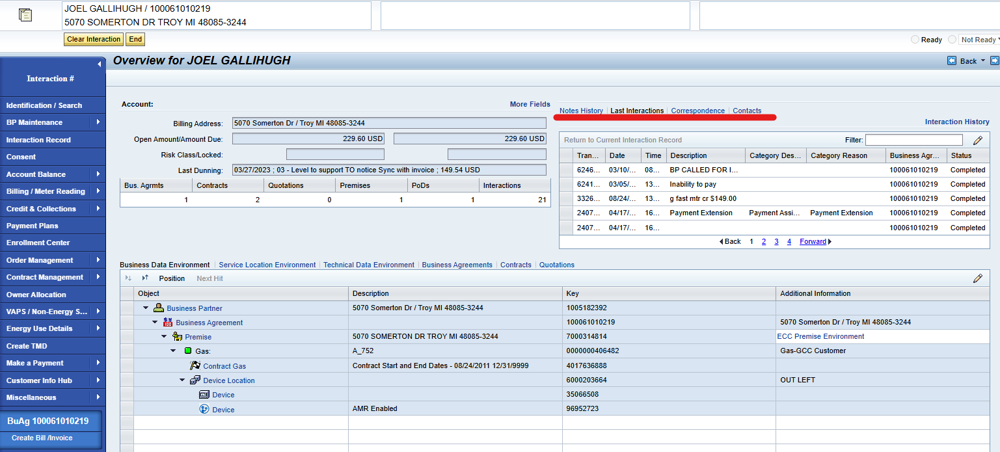 JOEL GALLIHUGH / 100061010219
5070 SOMERTON DR TROY MI 48085-3244
Clear Interaction End
Ready Not Ready
Overview for JOEL GALLIHUGH
Back
Interaction #
Identification / Search
BP Maintenance
Interaction Record
Consent
Account Balance
Billing / Meter Reading
Credit & Collections
Payment Plans
Enrollment Center
Order Management
Contract Management
Owner Allocation
VAPS / Non-Energy S...
Energy Use Details
Create TMD
Make a Payment
Customer Info Hub
Miscellaneous
BuAg 100061010219
Create Bill /Invoice
Account: More Fields
Billing Address: 5070 Somerton Dr / Troy MI 48085-3244
Open Amount/Amount Due: 229.60 USD 229.60 USD
Risk Class/Locked:
Last Dunning: 03/27/2023 ; 03 - Level to support TO notice Sync with invoice ; 149.54 USD
Bus. Agrmts Contracts Quotations Premises PoDs Interactions
1 2 0 1 1 21
Notes History Last Interactions Correspondence Contacts
Interaction History
Return to Current Interaction Record Filter:
Tran... Date Time Description Category Des... Category Reason Business Agr... Status
6246... 03/10/... 08... BP CALLED FOR I... 100061010219 Completed
6241... 03/05/... 13... Inability to pay 100061010219 Completed
3326... 08/24/... 13... g fast mtr cr $149.00 100061010219 Completed
2407... 04/17/... 16... Payment Extension Payment Assi... Payment Extension 100061010219 Completed
2407... 04/17/... 16... 100061010219 Completed
Back 1 2 3 4 Forward
Business Data Environment Service Location Environment Technical Data Environment Business Agreements Contracts Quotations
Position Next Hit
Object Description Key Additional Information
Business Partner 5070 Somerton Dr / Troy MI 48085-3244 1005182392
Business Agreement 100061010219 5070 Somerton Dr / Troy MI 48085-3244
Premise 5070 SOMERTON DR TROY MI 48085-3244 7000314814 ECC Premise Environment
Gas: A_752 0000000406482 Gas-GCC Customer
Contract Gas Contract Start and End Dates - 08/24/2011 12/31/9999 4017636888
Device Location 6000203664 OUT LEFT
Device 35066508
Device AMR Enabled 96952723